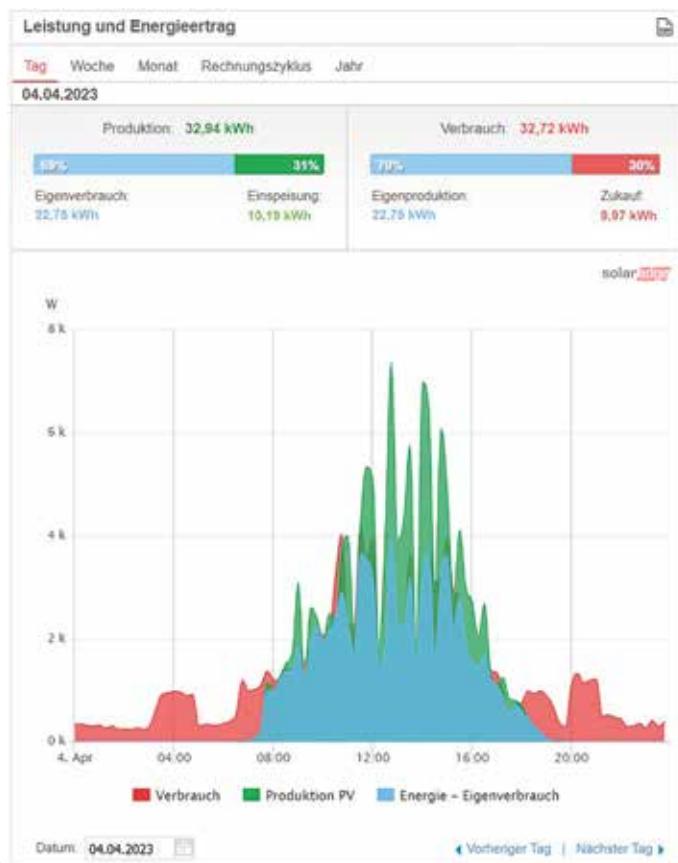 Leistung und Energieertrag
Tag Woche Monat Rechnungszyklus Jahr
04.04.2023
Produktion: 32,94 kWh Verbrauch: 32,72 kWh
69% 31% 70% 30%
Eigenverbrauch: Einspeisung: Eigenproduktion: Zukauf:
22,75 kWh 10,19 kWh 22,75 kWh 9,97 kWh
solaredge
W
8 k
6 k
4 k
2 k
0 k
4. Apr 04:00 08:00 12:00 16:00 20:00
Verbrauch Produktion PV Energie – Eigenverbrauch
Datum: 04.04.2023 Vorheriger Tag | Nächster Tag